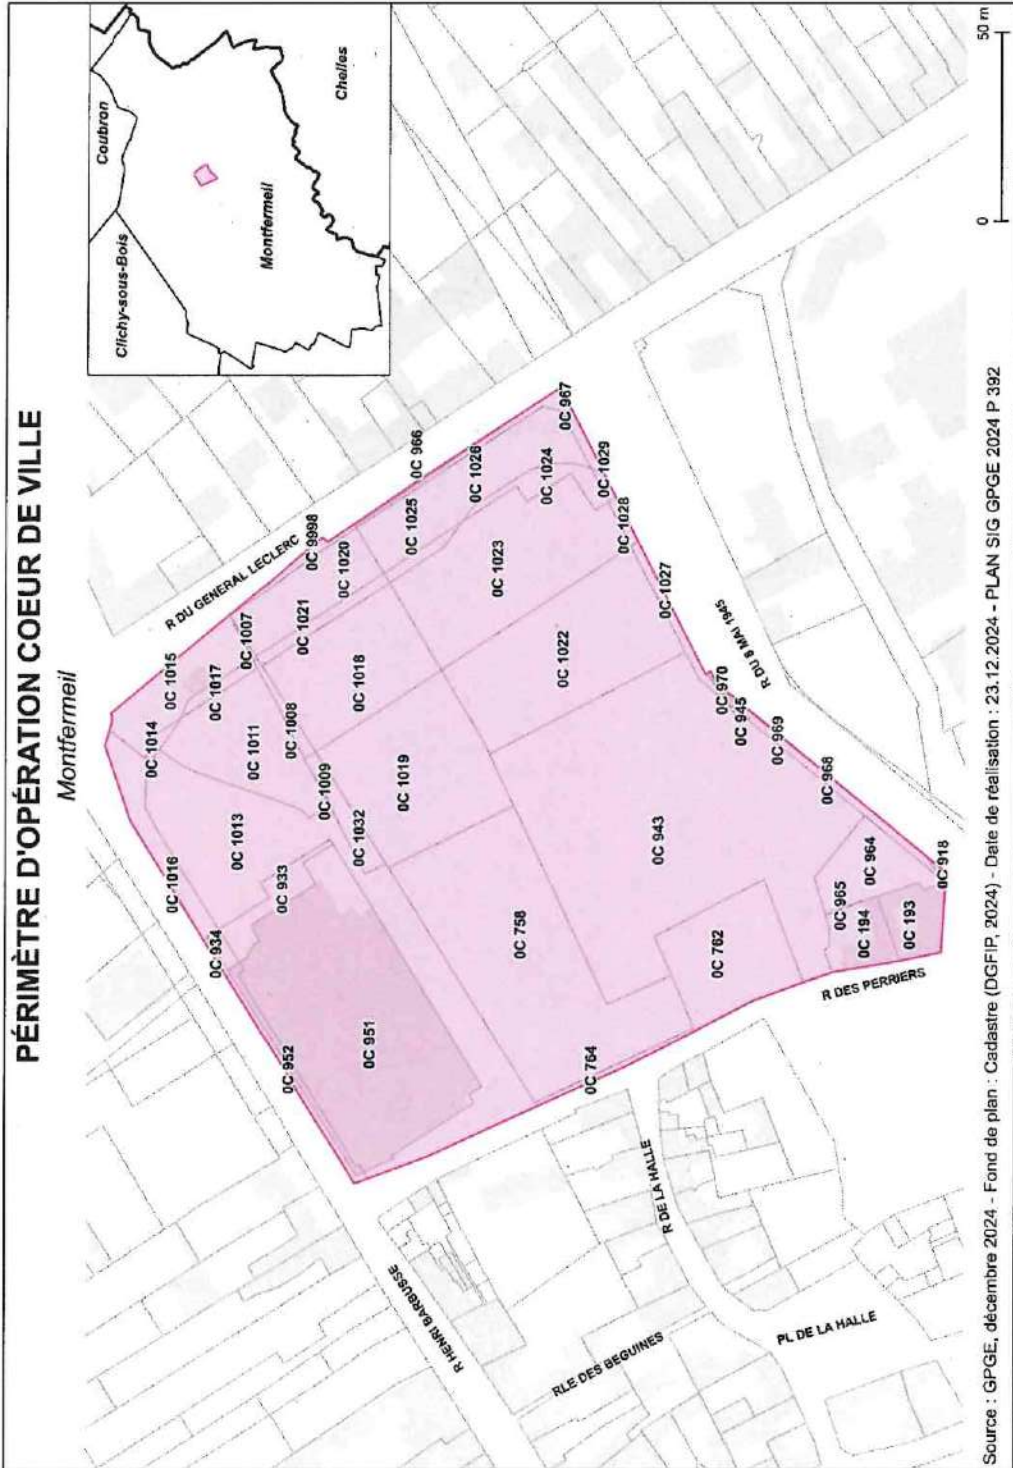 PÉRIMÈTRE D'OPÉRATION COEUR DE VILLE
Montfermeil
Coubron
Clichy-sous-Bois
Montfermeil
Chelles
R DU GENERAL LECLERC
R HENRI BARBUSSE
RLE DES BEGUINES
PL DE LA HALLE
R DE LA HALLE
R DES PERRIERS
R DU 8 MAI 1945
0C 1014
0C 1015
0C 1016
0C 1017
0C 1007
0C 9998
0C 1013
0C 1011
0C 1021
0C 1020
0C 966
0C 934
0C 933
0C 1008
0C 1009
0C 1018
0C 1025
0C 1026
0C 952
0C 951
0C 1032
0C 1019
0C 1023
0C 1024
0C 967
0C 1029
0C 1028
0C 1022
0C 1027
0C 758
0C 764
0C 943
0C 762
0C 970
0C 945
0C 969
0C 968
0C 965
0C 964
0C 194
0C 193
0C 918
0 50 m
Source : GPGE, décembre 2024 - Fond de plan : Cadastre (DGFIP, 2024) - Date de réalisation : 23.12.2024 - PLAN SIG GPGE 2024 P 392